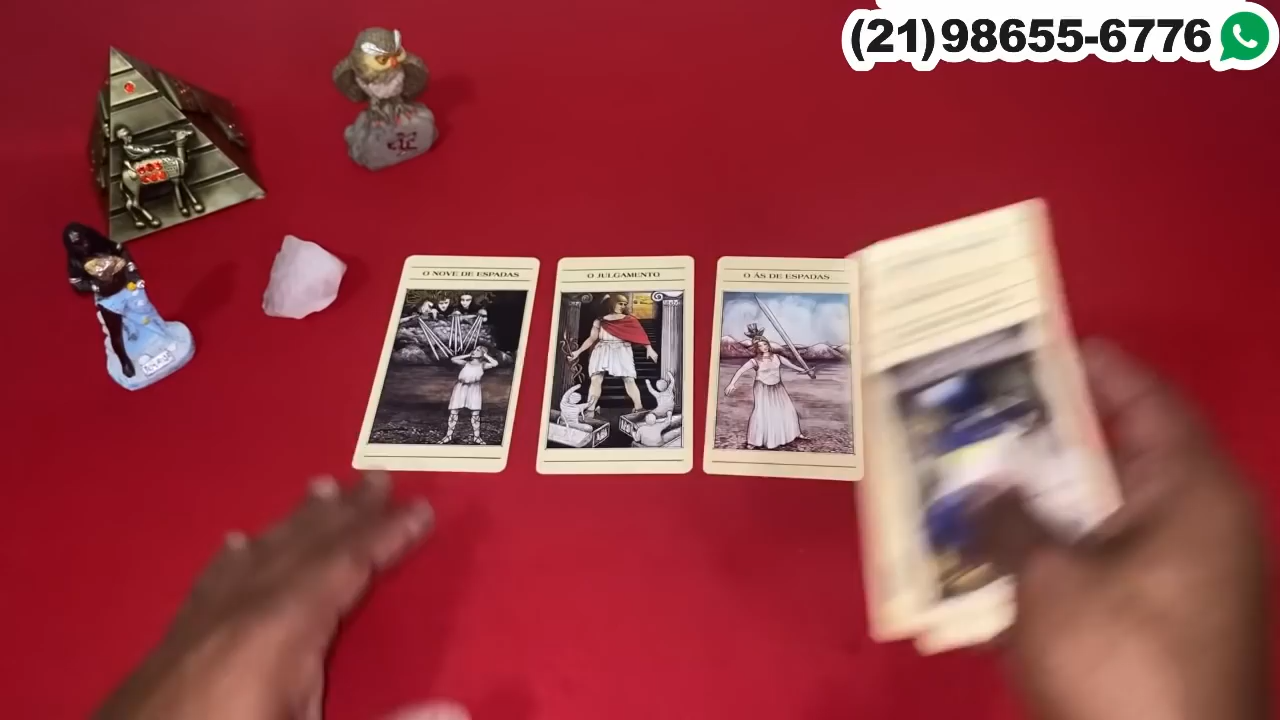 (21)98655-6776
O NOVE DE ESPADAS
O JULGAMENTO
O ÁS DE ESPADAS